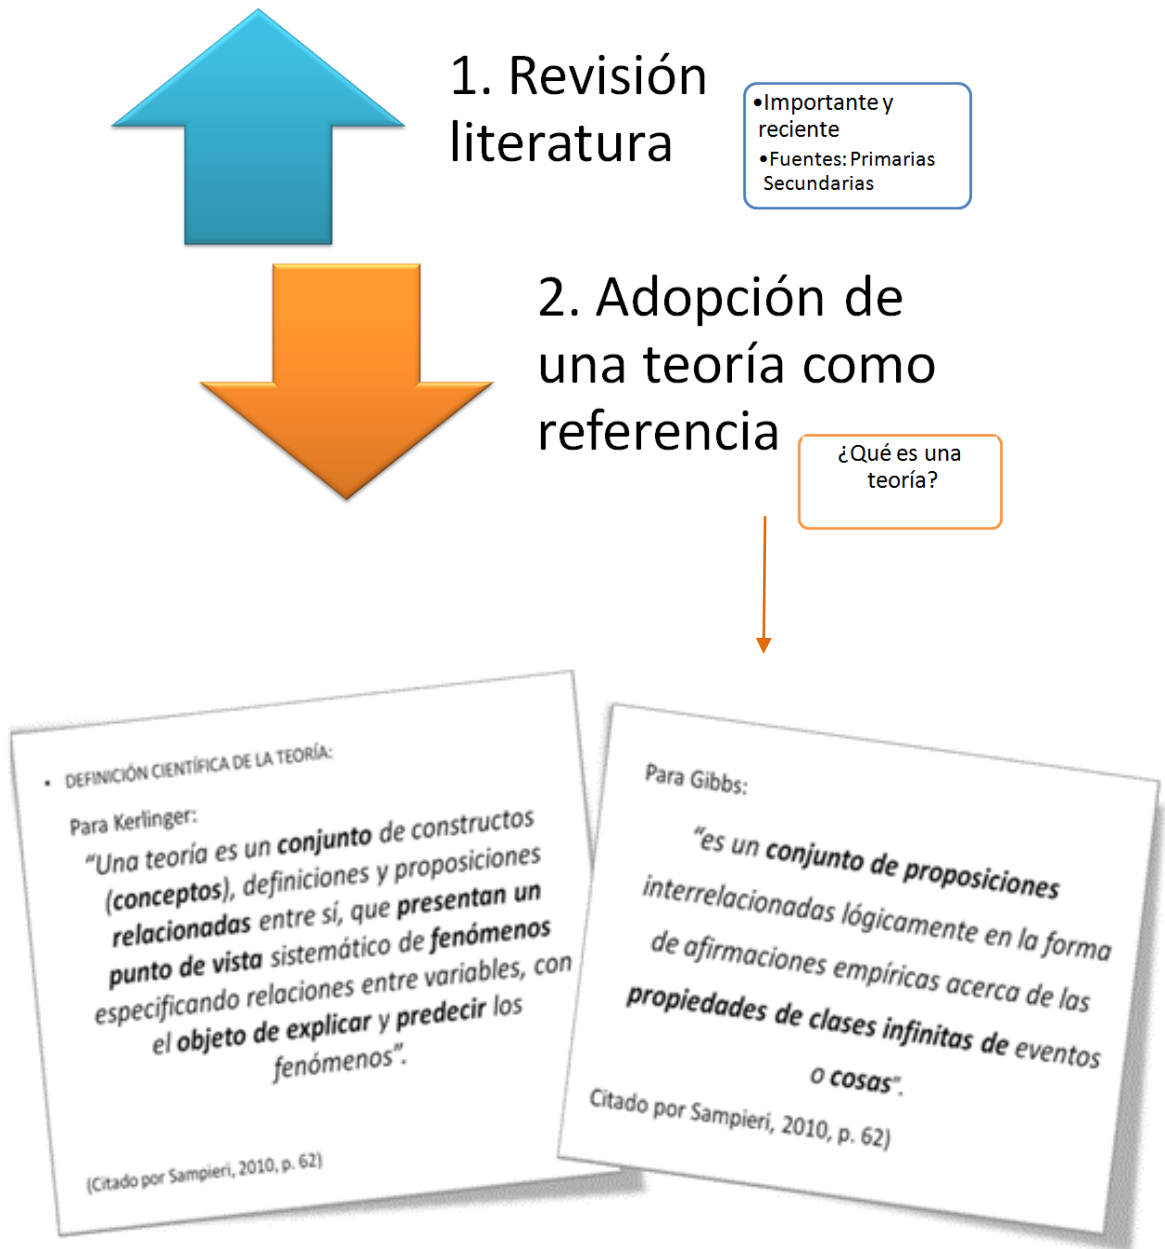 1. Revisión
literatura
•Importante y
reciente
•Fuentes: Primarias
Secundarias
2. Adopción de
una teoría como
referencia
¿Qué es una
teoría?
• DEFINICIÓN CIENTÍFICA DE LA TEORÍA:
Para Kerlinger:
“Una teoría es un conjunto de constructos
(conceptos), definiciones y proposiciones
relacionadas entre sí, que presentan un
punto de vista sistemático de fenómenos
especificando relaciones entre variables, con
el objeto de explicar y predecir los
fenómenos”.
(Citado por Sampieri, 2010, p. 62)
Para Gibbs:
“es un conjunto de proposiciones
interrelacionadas lógicamente en la forma
de afirmaciones empíricas acerca de las
propiedades de clases infinitas de eventos
o cosas”.
Citado por Sampieri, 2010, p. 62)